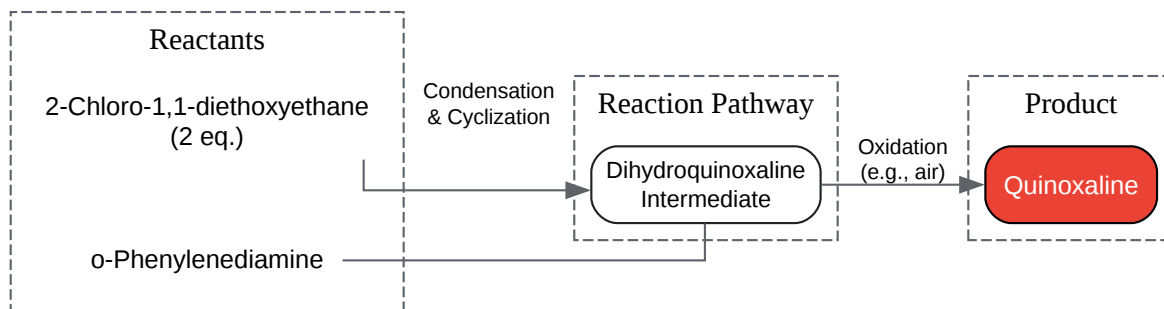 Reactants
2-Chloro-1,1-diethoxyethane
(2 eq.)
o-Phenylenediamine
Condensation
& Cyclization
Reaction Pathway
Dihydroquinoxaline
Intermediate
Oxidation
(e.g., air)
Product
Quinoxaline